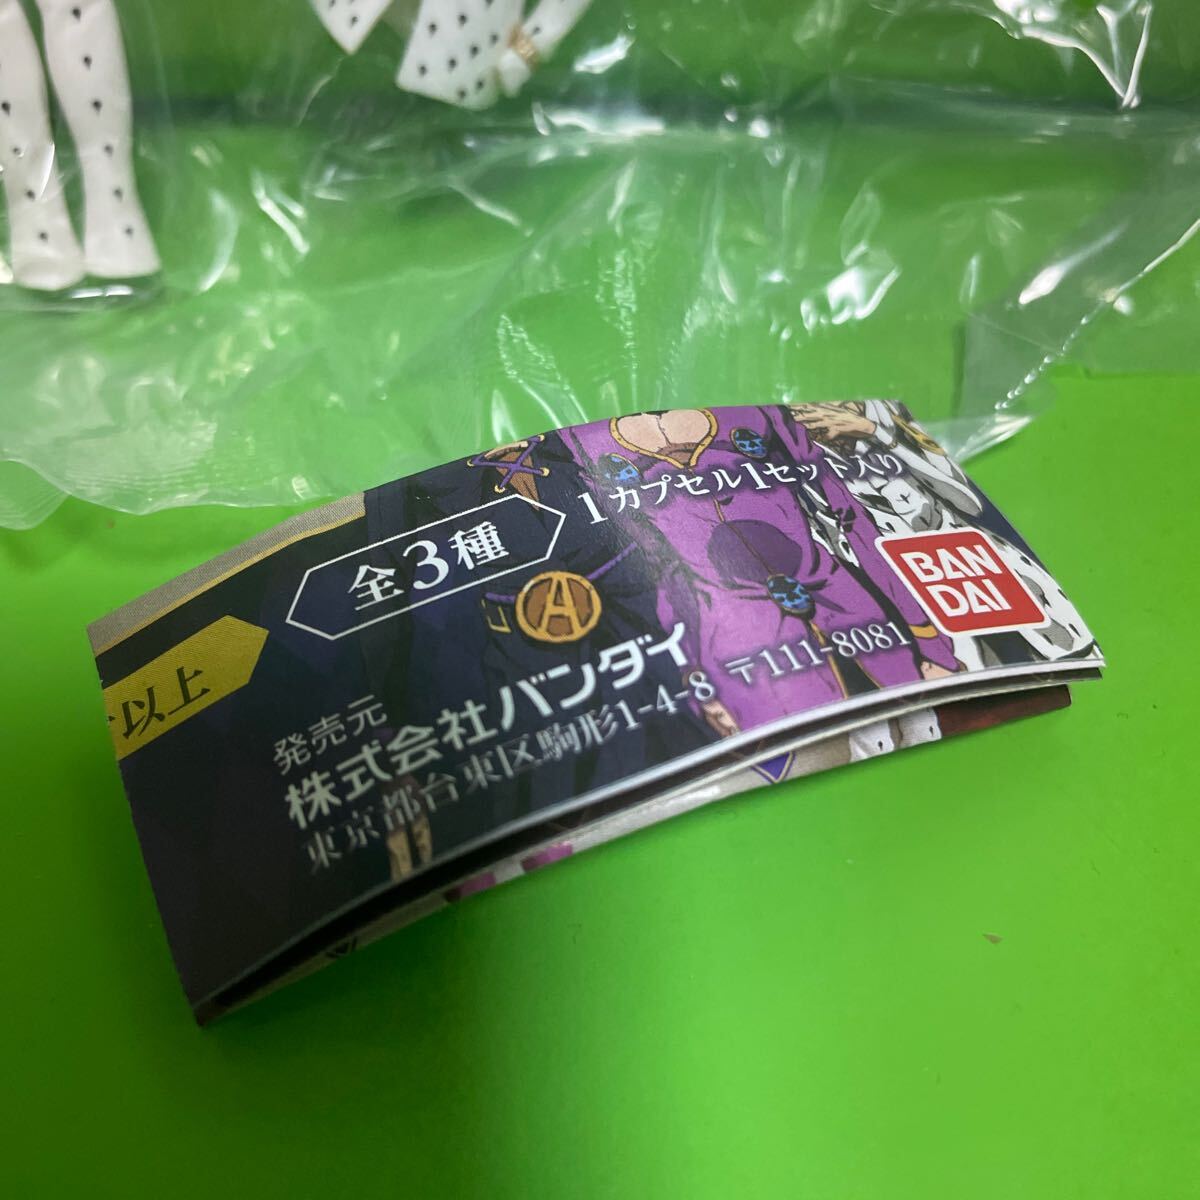 以上
全3種
1カプセル1セット入り
BAN
DAI
A
発売元
株式会社バンダイ
東京都台東区駒形1-4-8 〒111-8081